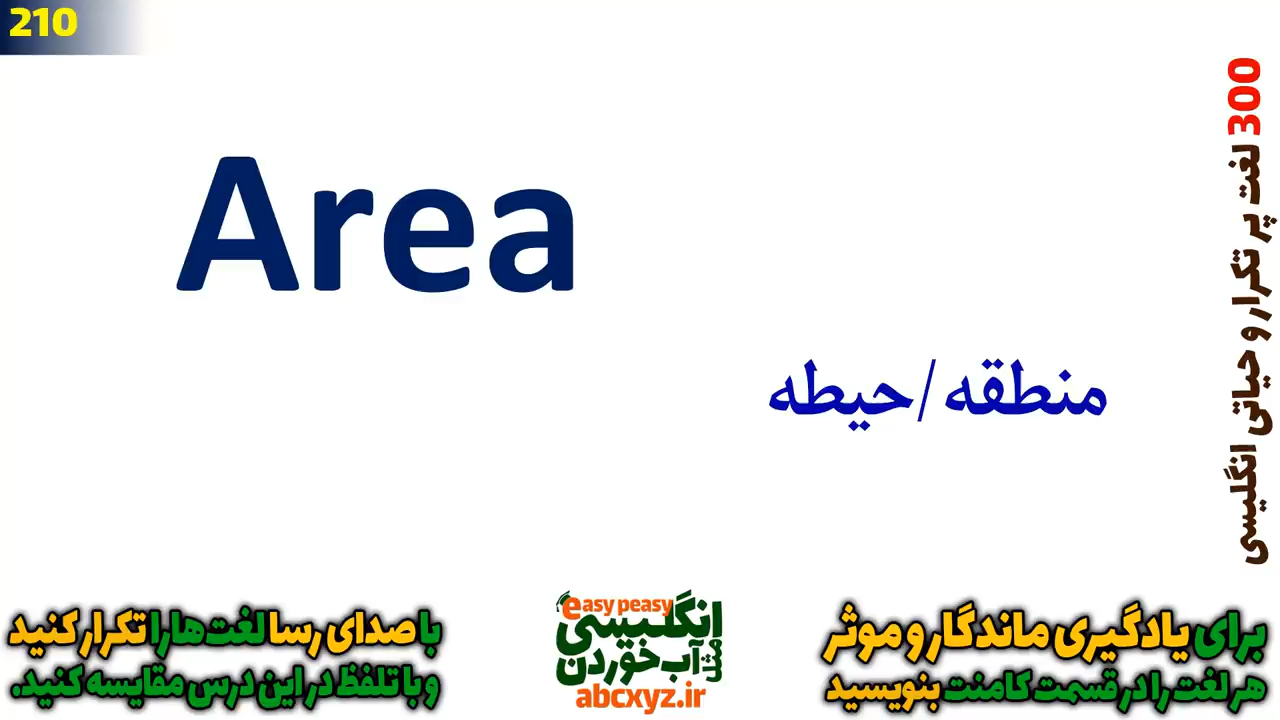 210
Area
منطقه / حیطه
300 لغت پر تکرار و حیاتی انگلیسی
برای یادگیری ماندگار و موثر
هر لغت را در قسمت کامنت بنویسید
easy peasy
انگلیسی
مثل آب خوردن
abcxyz.ir
با صدای رسا لغت‌ها را تکرار کنید
و با تلفظ در این درس مقایسه کنید.